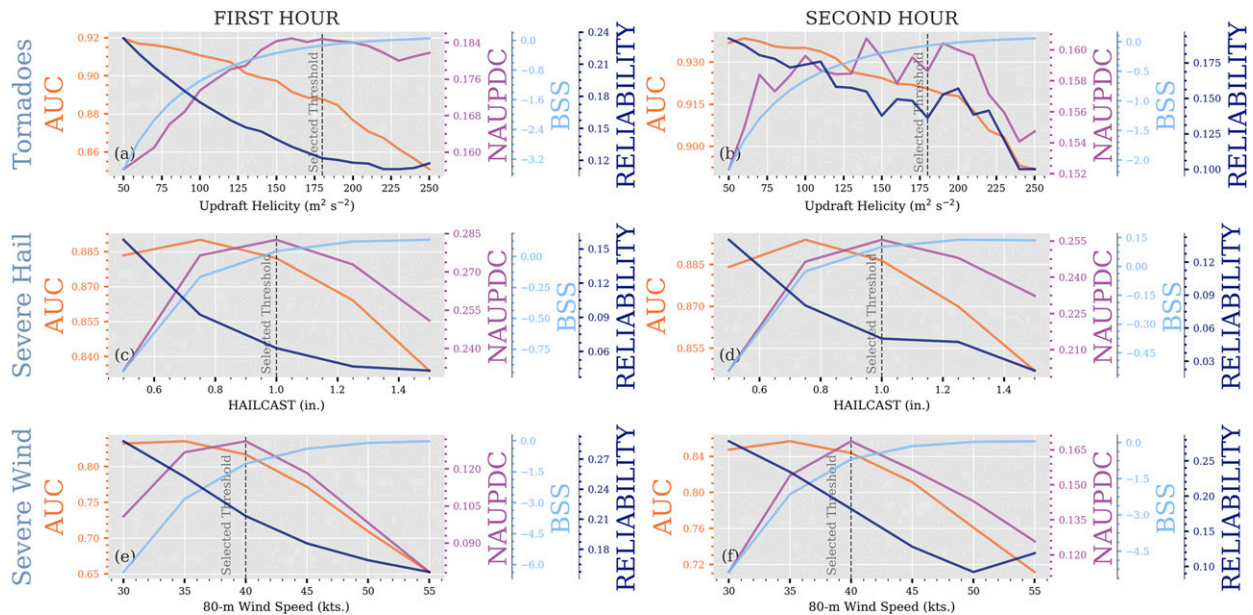 FIRST HOUR
SECOND HOUR
Tornadoes
AUC
0.92
0.90
0.88
0.86
(a)
Selected Threshold
50 75 100 125 150 175 200 225 250
Updraft Helicity (m² s⁻²)
0.184
0.176
0.168
0.160
NAUPDC
0.0
−0.8
−1.6
−2.4
−3.2
BSS
0.24
0.21
0.18
0.15
0.12
RELIABILITY
AUC
0.930
0.915
0.900
(b)
Selected Threshold
50 75 100 125 150 175 200 225 250
Updraft Helicity (m² s⁻²)
0.160
0.158
0.156
0.154
0.152
NAUPDC
0.0
−0.5
−1.0
−1.5
−2.0
BSS
0.200
0.175
0.150
0.125
0.100
RELIABILITY
Severe Hail
AUC
0.885
0.870
0.855
0.840
(c)
Selected Threshold
0.6 0.8 1.0 1.2 1.4
HAILCAST (in.)
0.285
0.270
0.255
0.240
NAUPDC
0.00
−0.25
−0.50
−0.75
BSS
0.15
0.12
0.09
0.06
RELIABILITY
AUC
0.885
0.870
0.855
(d)
Selected Threshold
0.6 0.8 1.0 1.2 1.4
HAILCAST (in.)
0.255
0.240
0.225
0.210
NAUPDC
0.15
0.00
−0.15
−0.30
−0.45
BSS
0.12
0.09
0.06
0.03
RELIABILITY
Severe Wind
AUC
0.80
0.75
0.70
0.65
(e)
Selected Threshold
30 35 40 45 50 55
80-m Wind Speed (kts.)
0.120
0.105
0.090
NAUPDC
0.0
−1.5
−3.0
−4.5
−6.0
BSS
0.27
0.24
0.21
0.18
RELIABILITY
AUC
0.84
0.80
0.76
0.72
(f)
Selected Threshold
30 35 40 45 50 55
80-m Wind Speed (kts.)
0.165
0.150
0.135
0.120
NAUPDC
0.0
−1.5
−3.0
−4.5
BSS
0.25
0.20
0.15
0.10
RELIABILITY